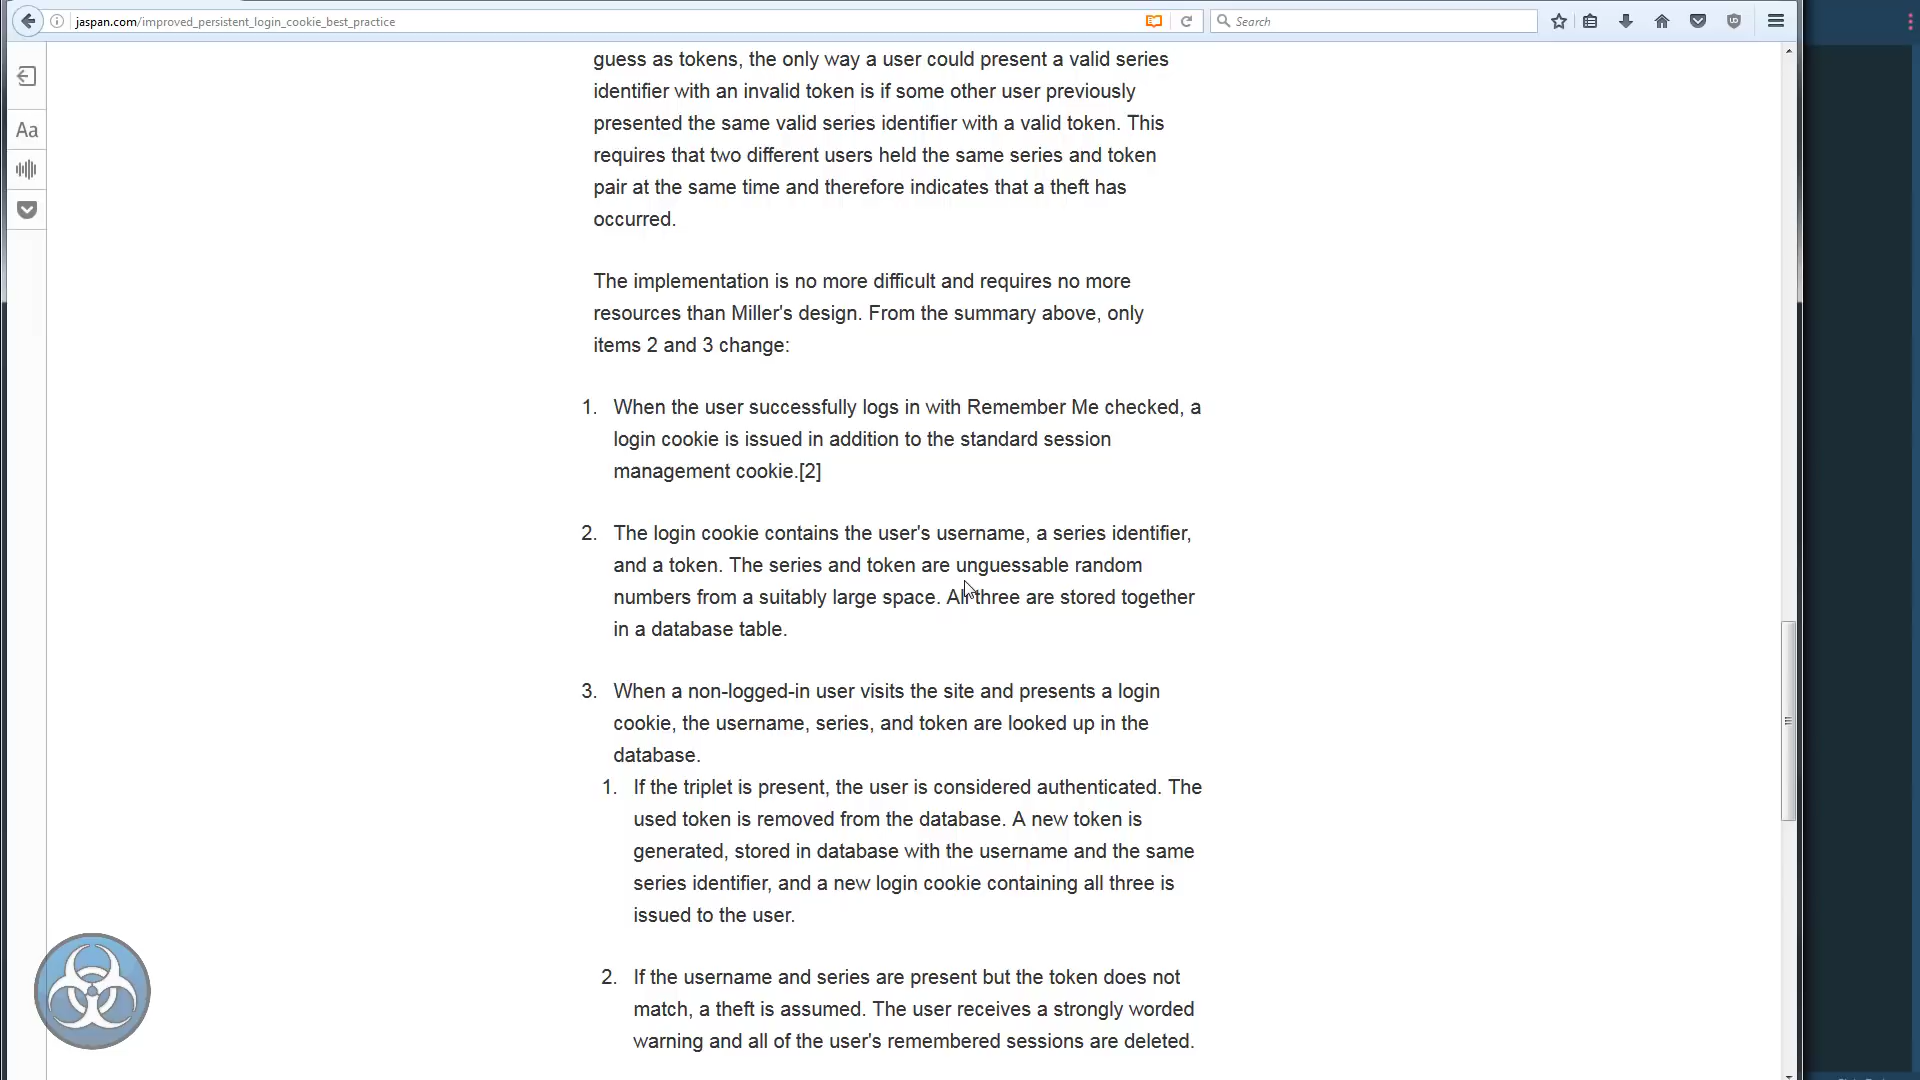 jaspan.com/improved_persistent_login_cookie_best_practice
Search
Aa
guess as tokens, the only way a user could present a valid series
identifier with an invalid token is if some other user previously
presented the same valid series identifier with a valid token. This
requires that two different users held the same series and token
pair at the same time and therefore indicates that a theft has
occurred.
The implementation is no more difficult and requires no more
resources than Miller's design. From the summary above, only
items 2 and 3 change:
1. When the user successfully logs in with Remember Me checked, a
login cookie is issued in addition to the standard session
management cookie.[2]
2. The login cookie contains the user's username, a series identifier,
and a token. The series and token are unguessable random
numbers from a suitably large space. All three are stored together
in a database table.
3. When a non-logged-in user visits the site and presents a login
cookie, the username, series, and token are looked up in the
database.
1. If the triplet is present, the user is considered authenticated. The
used token is removed from the database. A new token is
generated, stored in database with the username and the same
series identifier, and a new login cookie containing all three is
issued to the user.
2. If the username and series are present but the token does not
match, a theft is assumed. The user receives a strongly worded
warning and all of the user's remembered sessions are deleted.